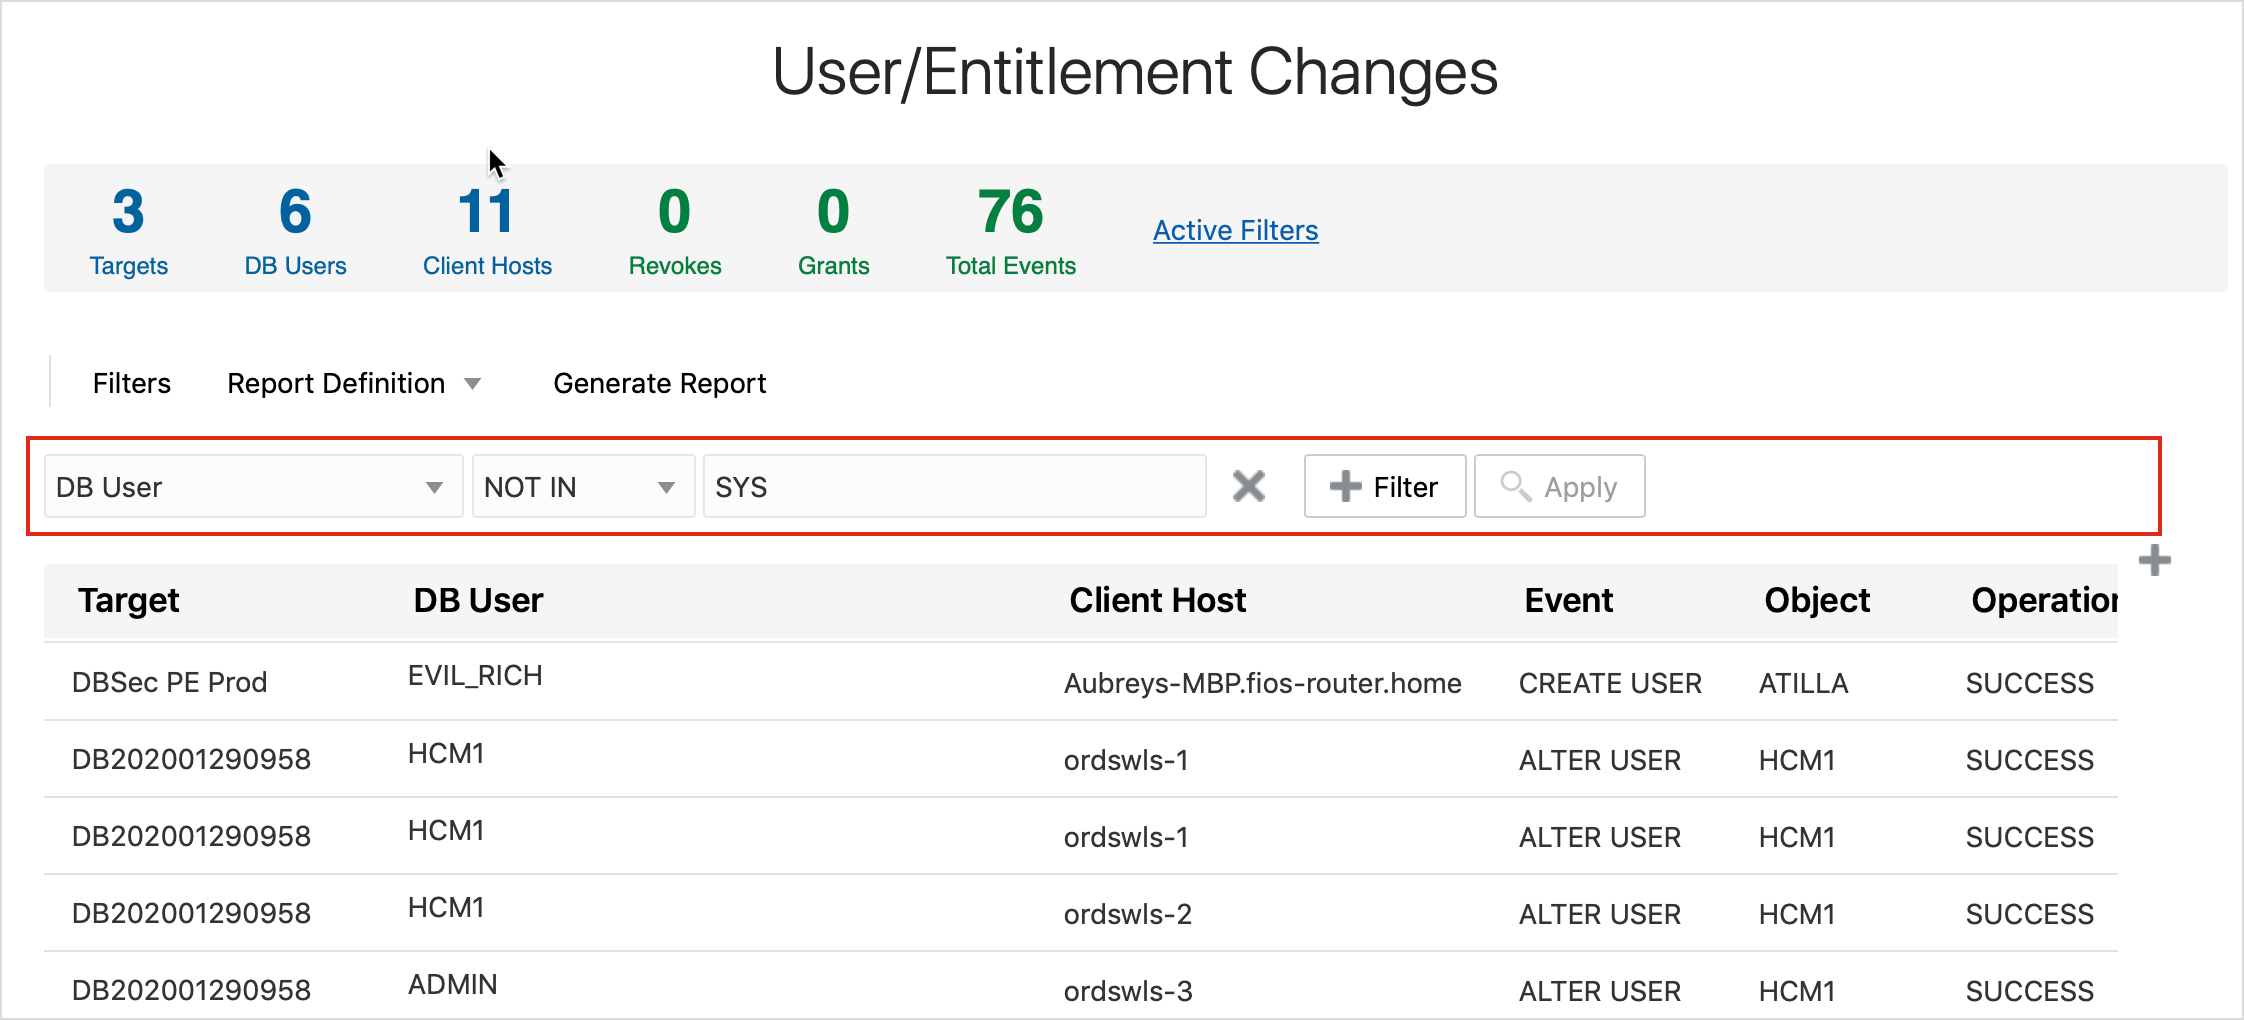 User/Entitlement Changes
3 6 11 0 0 76
Targets DB Users Client Hosts Revokes Grants Total Events Active Filters
Filters Report Definition Generate Report
DB User NOT IN SYS Filter Apply
Target DB User Client Host Event Object Operation
DBSec PE Prod EVIL_RICH Aubreys-MBP.fios-router.home CREATE USER ATILLA SUCCESS
DB202001290958 HCM1 ordswls-1 ALTER USER HCM1 SUCCESS
DB202001290958 HCM1 ordswls-1 ALTER USER HCM1 SUCCESS
DB202001290958 HCM1 ordswls-2 ALTER USER HCM1 SUCCESS
DB202001290958 ADMIN ordswls-3 ALTER USER HCM1 SUCCESS